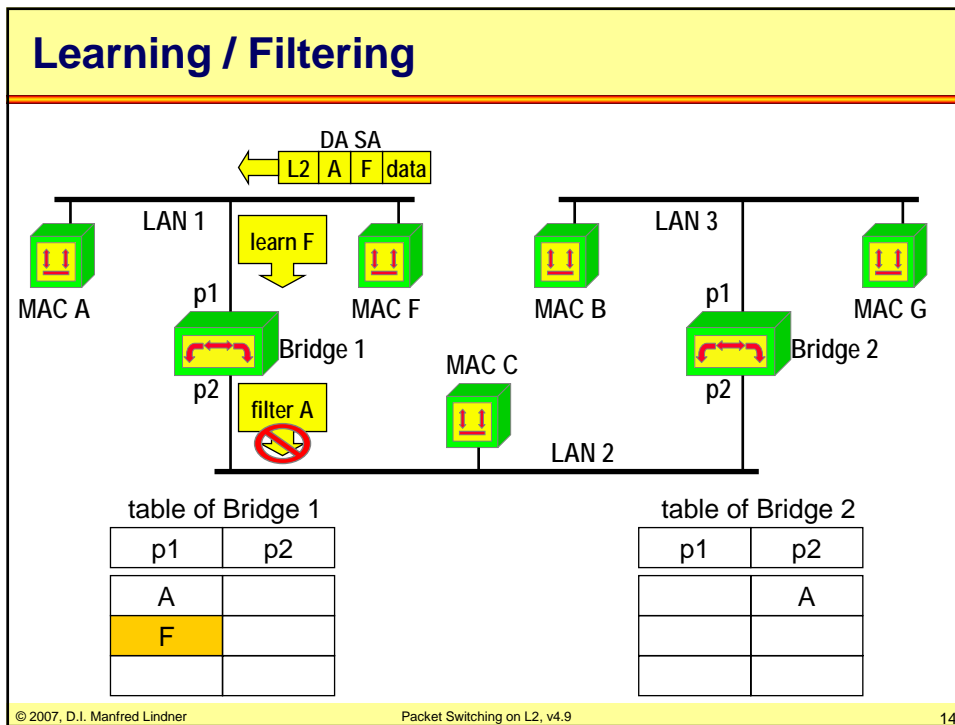 Learning / Filtering
DA SA
L2 A F data
LAN 1
LAN 3
learn F
MAC A
p1
MAC F
MAC B
p1
MAC G
Bridge 1
MAC C
Bridge 2
p2
p2
filter A
LAN 2
table of Bridge 1
table of Bridge 2
p1 p2
p1 p2
A
A
F
© 2007, D.I. Manfred Lindner
Packet Switching on L2, v4.9
14